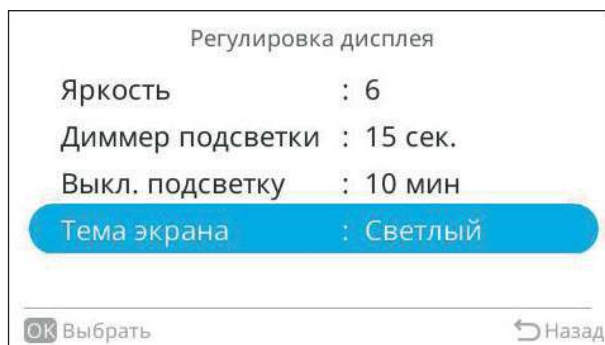 Регулировка дисплея
Яркость : 6
Диммер подсветки : 15 сек.
Выкл. подсветку : 10 мин
Тема экрана : Светлый
OK Выбрать Назад